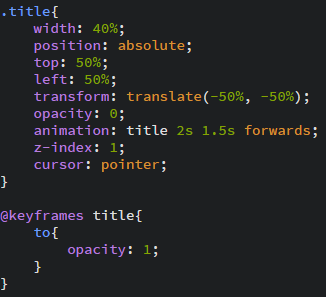 .title{
    width: 40%;
    position: absolute;
    top: 50%;
    left: 50%;
    transform: translate(-50%, -50%);
    opacity: 0;
    animation: title 2s 1.5s forwards;
    z-index: 1;
    cursor: pointer;
}

@keyframes title{
    to{
        opacity: 1;
    }
}